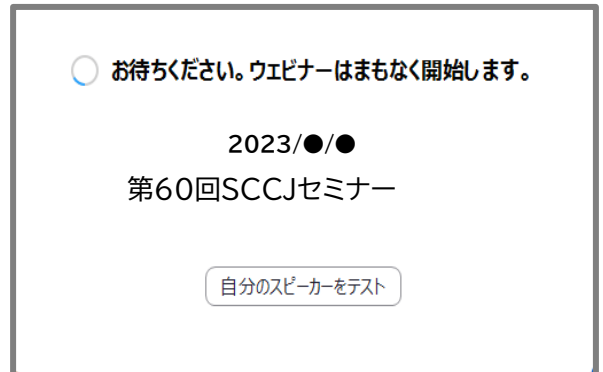 お待ちください。ウェビナーはまもなく開始します。
2023/●/●
第60回SCCJセミナー
自分のスピーカーをテスト